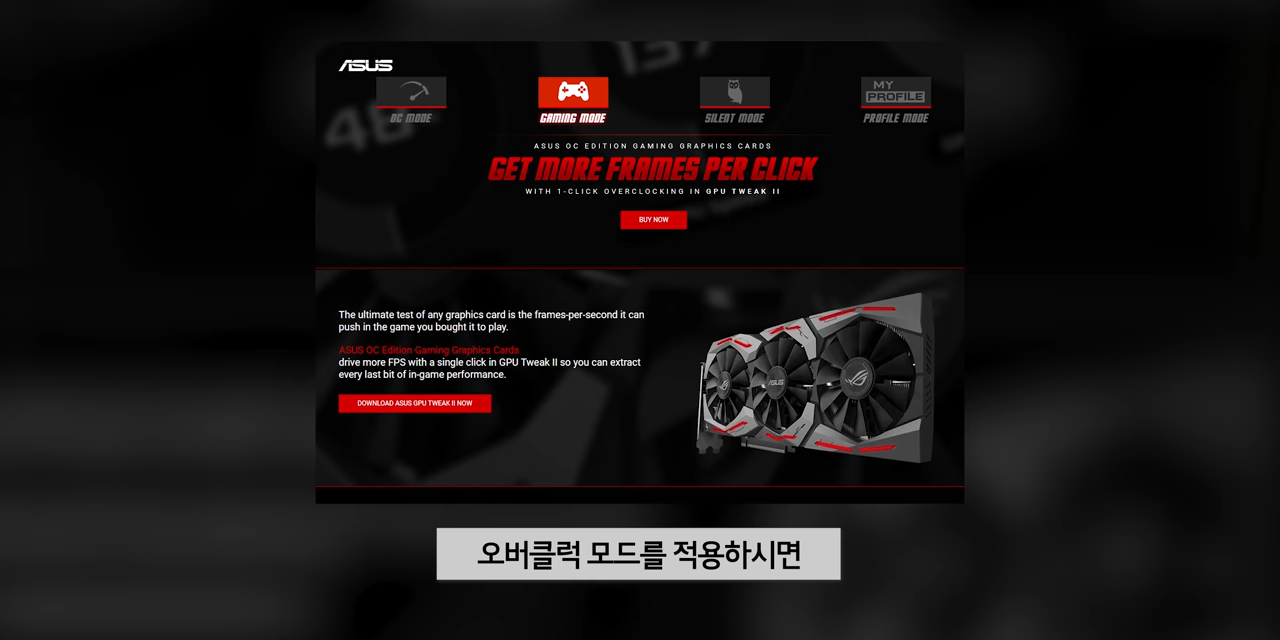 137
48
ASUS
OC MODE
GAMING MODE
SILENT MODE
MY
PROFILE
PROFILE MODE
ASUS OC EDITION GAMING GRAPHICS CARDS
GET MORE FRAMES PER CLICK
WITH 1-CLICK OVERCLOCKING IN GPU TWEAK II
BUY NOW
The ultimate test of any graphics card is the frames-per-second it can
push in the game you bought it to play.
ASUS OC Edition Gaming Graphics Cards
drive more FPS with a single click in GPU Tweak II so you can extract
every last bit of in-game performance.
DOWNLOAD ASUS GPU TWEAK II NOW
ASUS
오버클럭 모드를 적용하시면